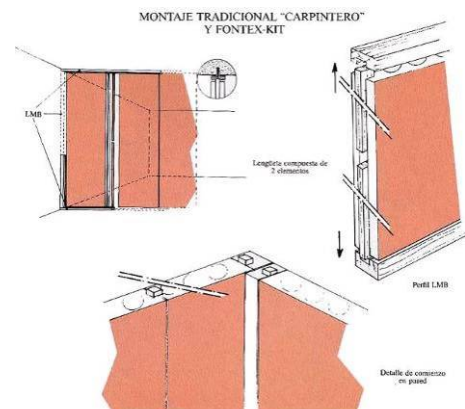 MONTAJE TRADICIONAL "CARPINTERO"
Y FONTEX-KIT
LMB
Lengüeta compuesta de
2 elementos
Perfil LMB
Detalle de comienzo
en pared